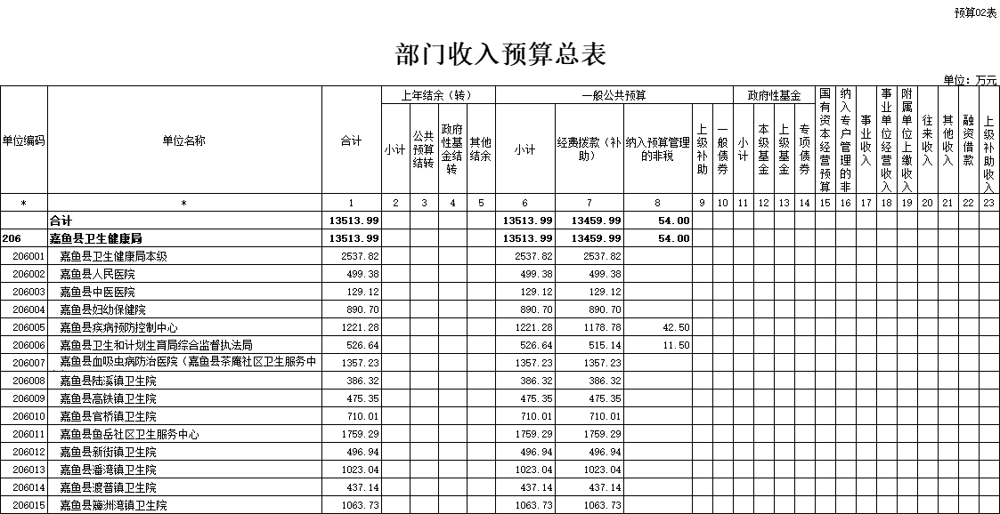 预算02表
部门收入预算总表
单位：万元
单位编码 单位名称 合计 上年结余（转） 一般公共预算 政府性基金 国有资本经营预算 纳入专户管理的非 事业收入 事业单位经营收入 附属单位上缴收入 往来收入 其他收入 融资借款 上级补助收入
小计 公共预算结转 政府性基金结转 其他结余 小计 经费拨款（补助） 纳入预算管理的非税 上级补助 一般债券 小计 本级基金 上级基金 专项债券
* * 1 2 3 4 5 6 7 8 9 10 11 12 13 14 15 16 17 18 19 20 21 22 23
合计 13513.99 13513.99 13459.99 54.00
206 嘉鱼县卫生健康局 13513.99 13513.99 13459.99 54.00
206001 嘉鱼县卫生健康局本级 2537.82 2537.82 2537.82
206002 嘉鱼县人民医院 499.38 499.38 499.38
206003 嘉鱼县中医医院 129.12 129.12 129.12
206004 嘉鱼县妇幼保健院 890.70 890.70 890.70
206005 嘉鱼县疾病预防控制中心 1221.28 1221.28 1178.78 42.50
206006 嘉鱼县卫生和计划生育局综合监督执法局 526.64 526.64 515.14 11.50
206007 嘉鱼县血吸虫病防治医院（嘉鱼县茶庵社区卫生服务中 1357.23 1357.23 1357.23
206008 嘉鱼县陆溪镇卫生院 386.32 386.32 386.32
206009 嘉鱼县高铁镇卫生院 475.35 475.35 475.35
206010 嘉鱼县官桥镇卫生院 710.01 710.01 710.01
206011 嘉鱼县鱼岳社区卫生服务中心 1759.29 1759.29 1759.29
206012 嘉鱼县新街镇卫生院 496.94 496.94 496.94
206013 嘉鱼县潘湾镇卫生院 1023.04 1023.04 1023.04
206014 嘉鱼县渡普镇卫生院 437.14 437.14 437.14
206015 嘉鱼县簰洲湾镇卫生院 1063.73 1063.73 1063.73